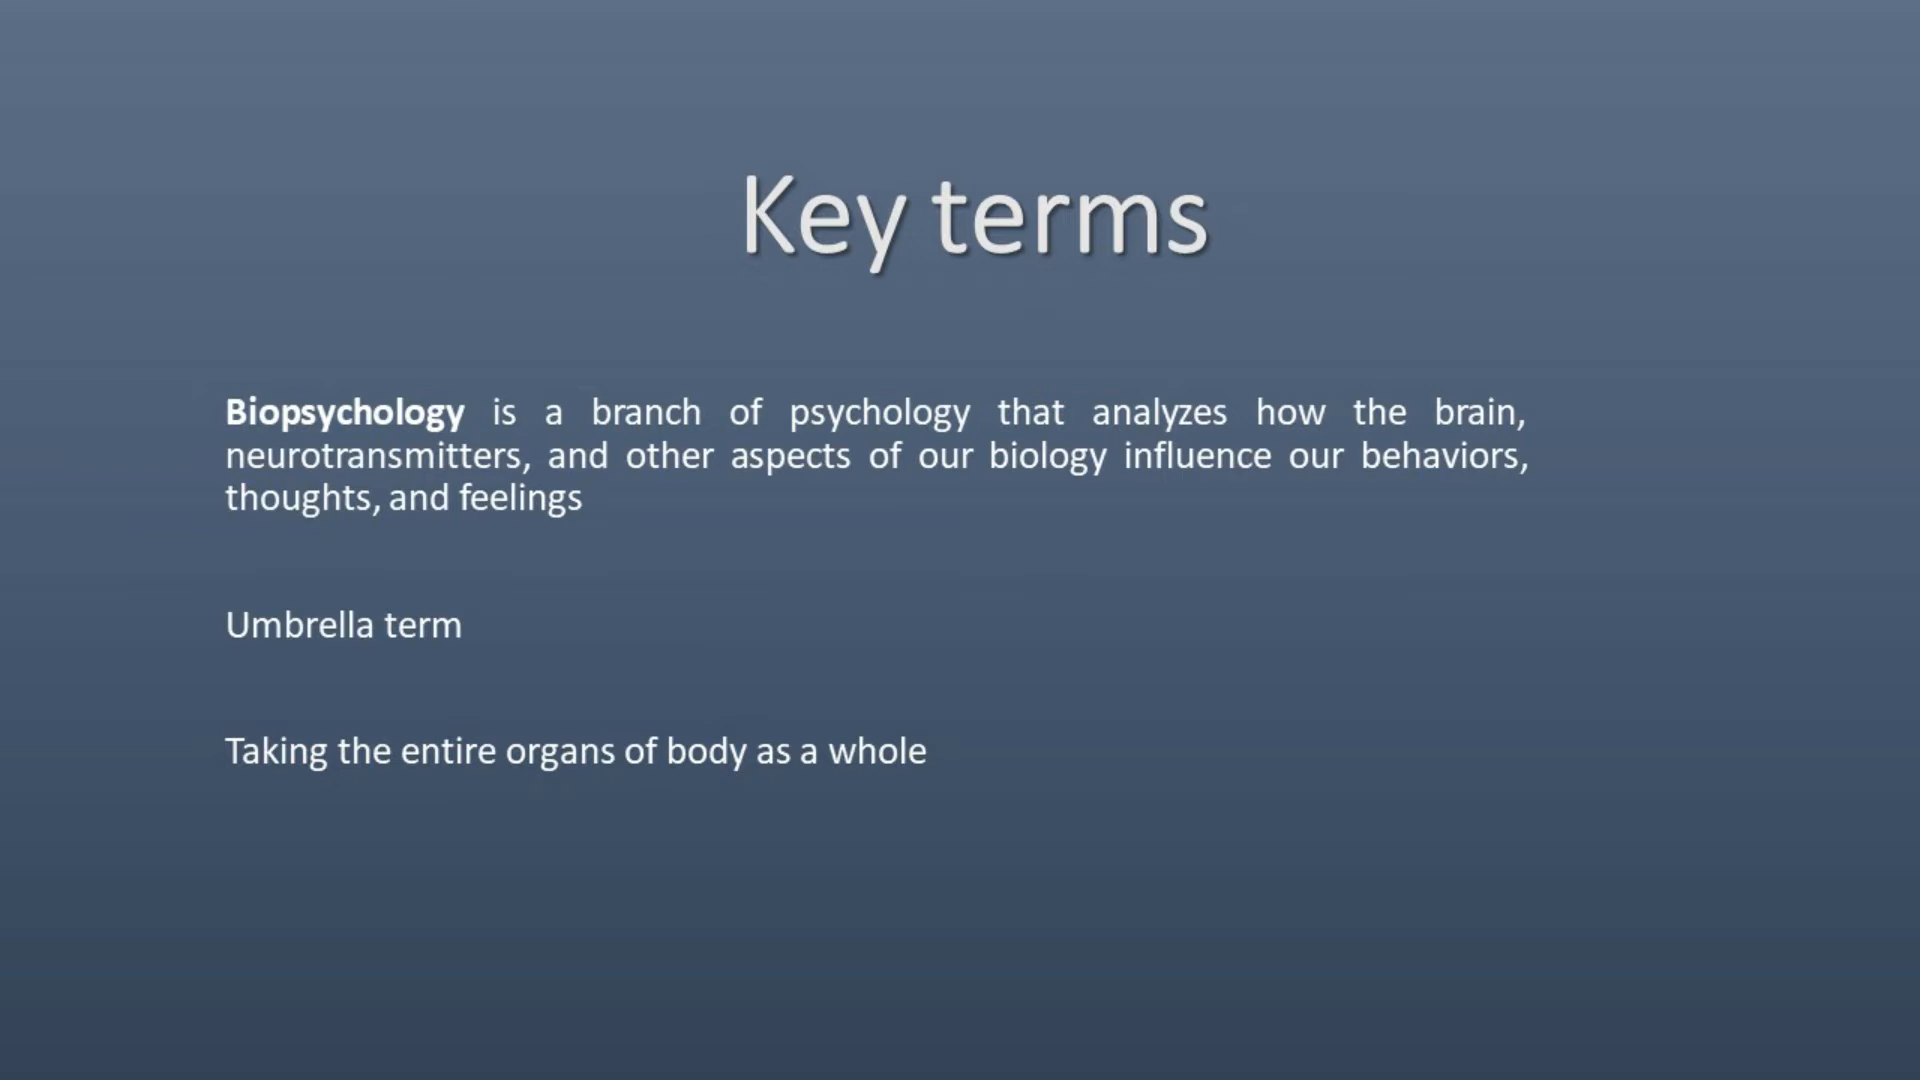 Key terms
Biopsychology is a branch of psychology that analyzes how the brain,
neurotransmitters, and other aspects of our biology influence our behaviors,
thoughts, and feelings
Umbrella term
Taking the entire organs of body as a whole